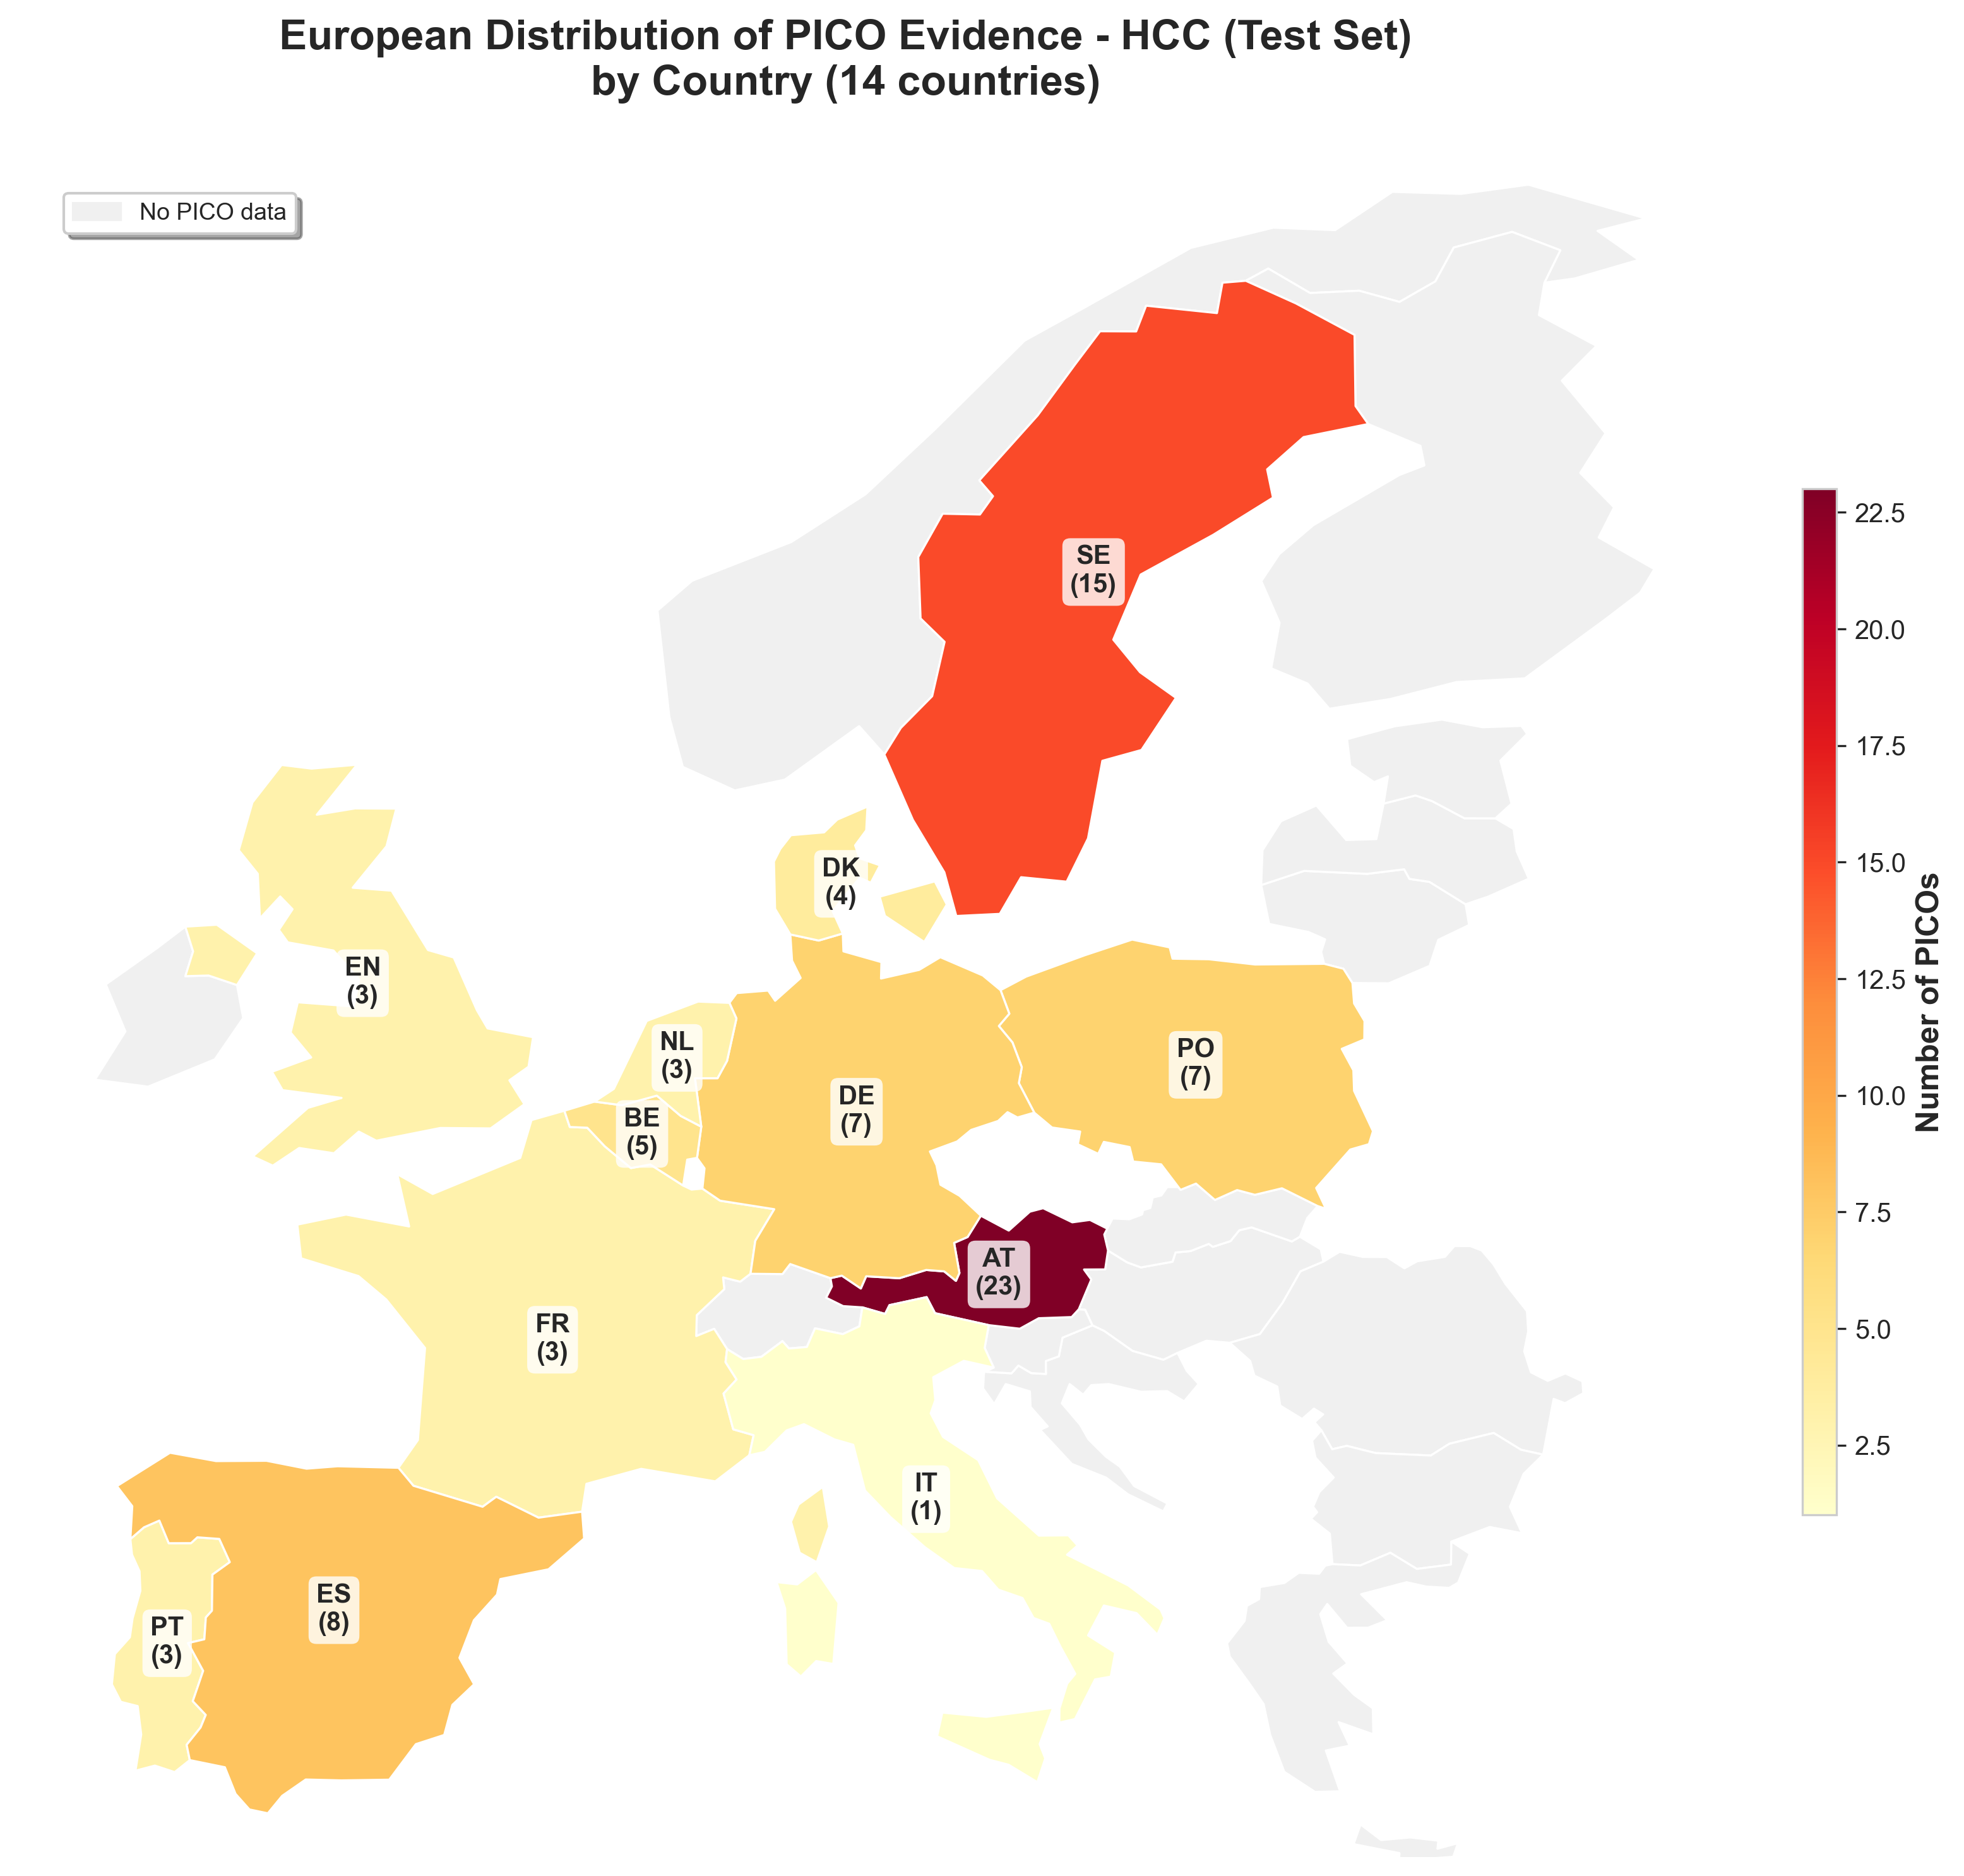 European Distribution of PICO Evidence - HCC (Test Set)
by Country (14 countries)
No PICO data
SE
(15)
DK
(4)
EN
(3)
NL
(3)
PO
(7)
DE
(7)
BE
(5)
AT
(23)
FR
(3)
IT
(1)
ES
(8)
PT
(3)
22.5
20.0
17.5
15.0
12.5
10.0
7.5
5.0
2.5
Number of PICOs